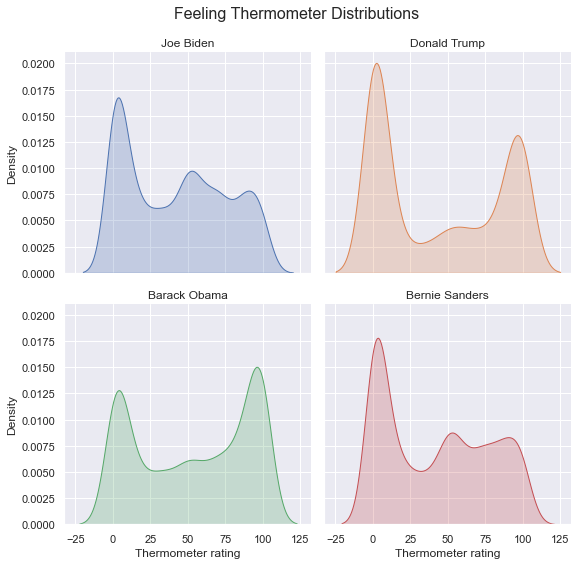 Feeling Thermometer Distributions
Joe Biden
Donald Trump
0.0200
0.0175
0.0150
0.0125
0.0100
0.0075
0.0050
0.0025
0.0000
Density
Barack Obama
Bernie Sanders
0.0200
0.0175
0.0150
0.0125
0.0100
0.0075
0.0050
0.0025
0.0000
Density
−25 0 25 50 75 100 125
−25 0 25 50 75 100 125
Thermometer rating
Thermometer rating